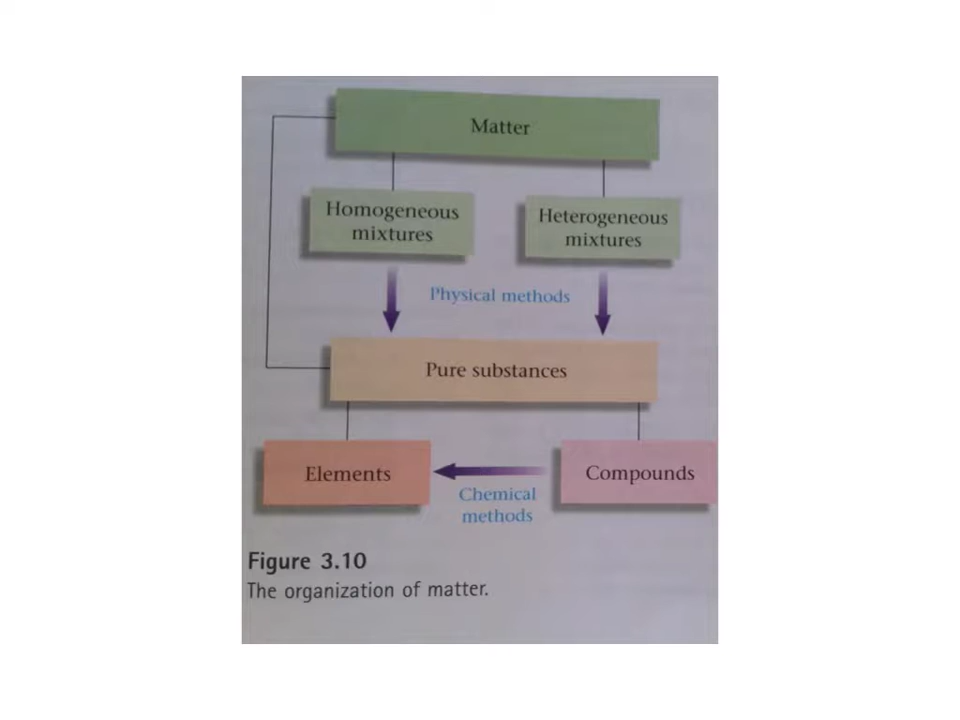 Matter
Homogeneous
mixtures
Heterogeneous
mixtures
Physical methods
Pure substances
Elements
Compounds
Chemical
methods
Figure 3.10
The organization of matter.